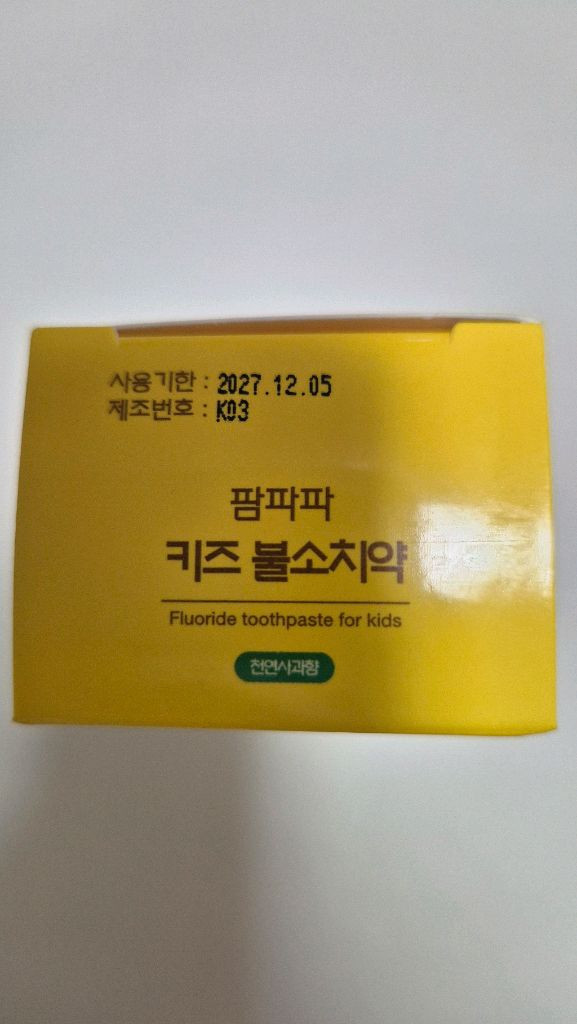 사용기한 : 2027.12.05
제조번호 : K03
팜파파
키즈 불소치약
Fluoride toothpaste for kids
천연사과향